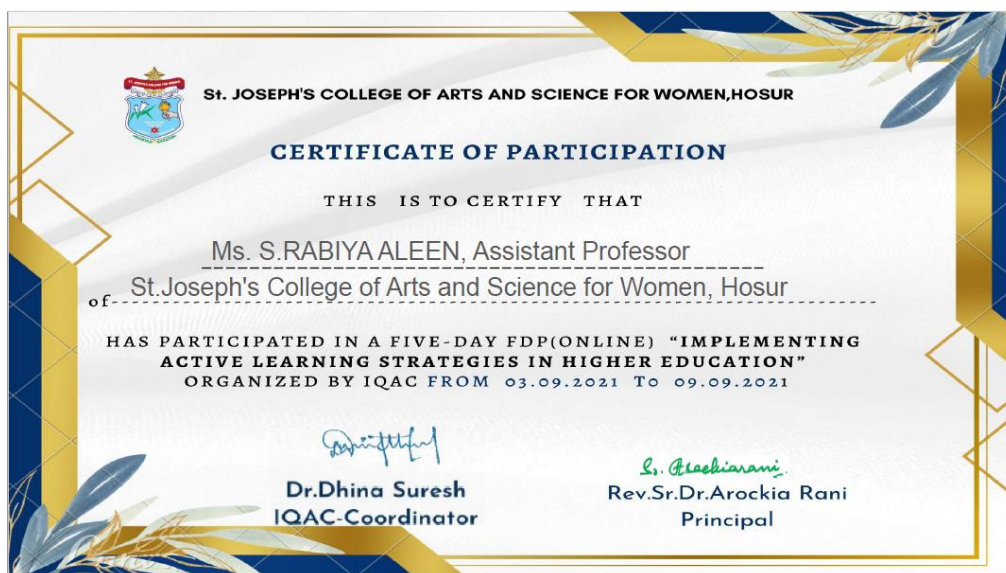 St. JOSEPH'S COLLEGE OF ARTS AND SCIENCE FOR WOMEN,HOSUR
CERTIFICATE OF PARTICIPATION
THIS IS TO CERTIFY THAT
Ms. S.RABIYA ALEEN, Assistant Professor
of St.Joseph's College of Arts and Science for Women, Hosur
HAS PARTICIPATED IN A FIVE-DAY FDP(ONLINE) “IMPLEMENTING
ACTIVE LEARNING STRATEGIES IN HIGHER EDUCATION”
ORGANIZED BY IQAC FROM 03.09.2021 TO 09.09.2021
Dr.Dhina Suresh
IQAC-Coordinator
Rev.Sr.Dr.Arockia Rani
Principal